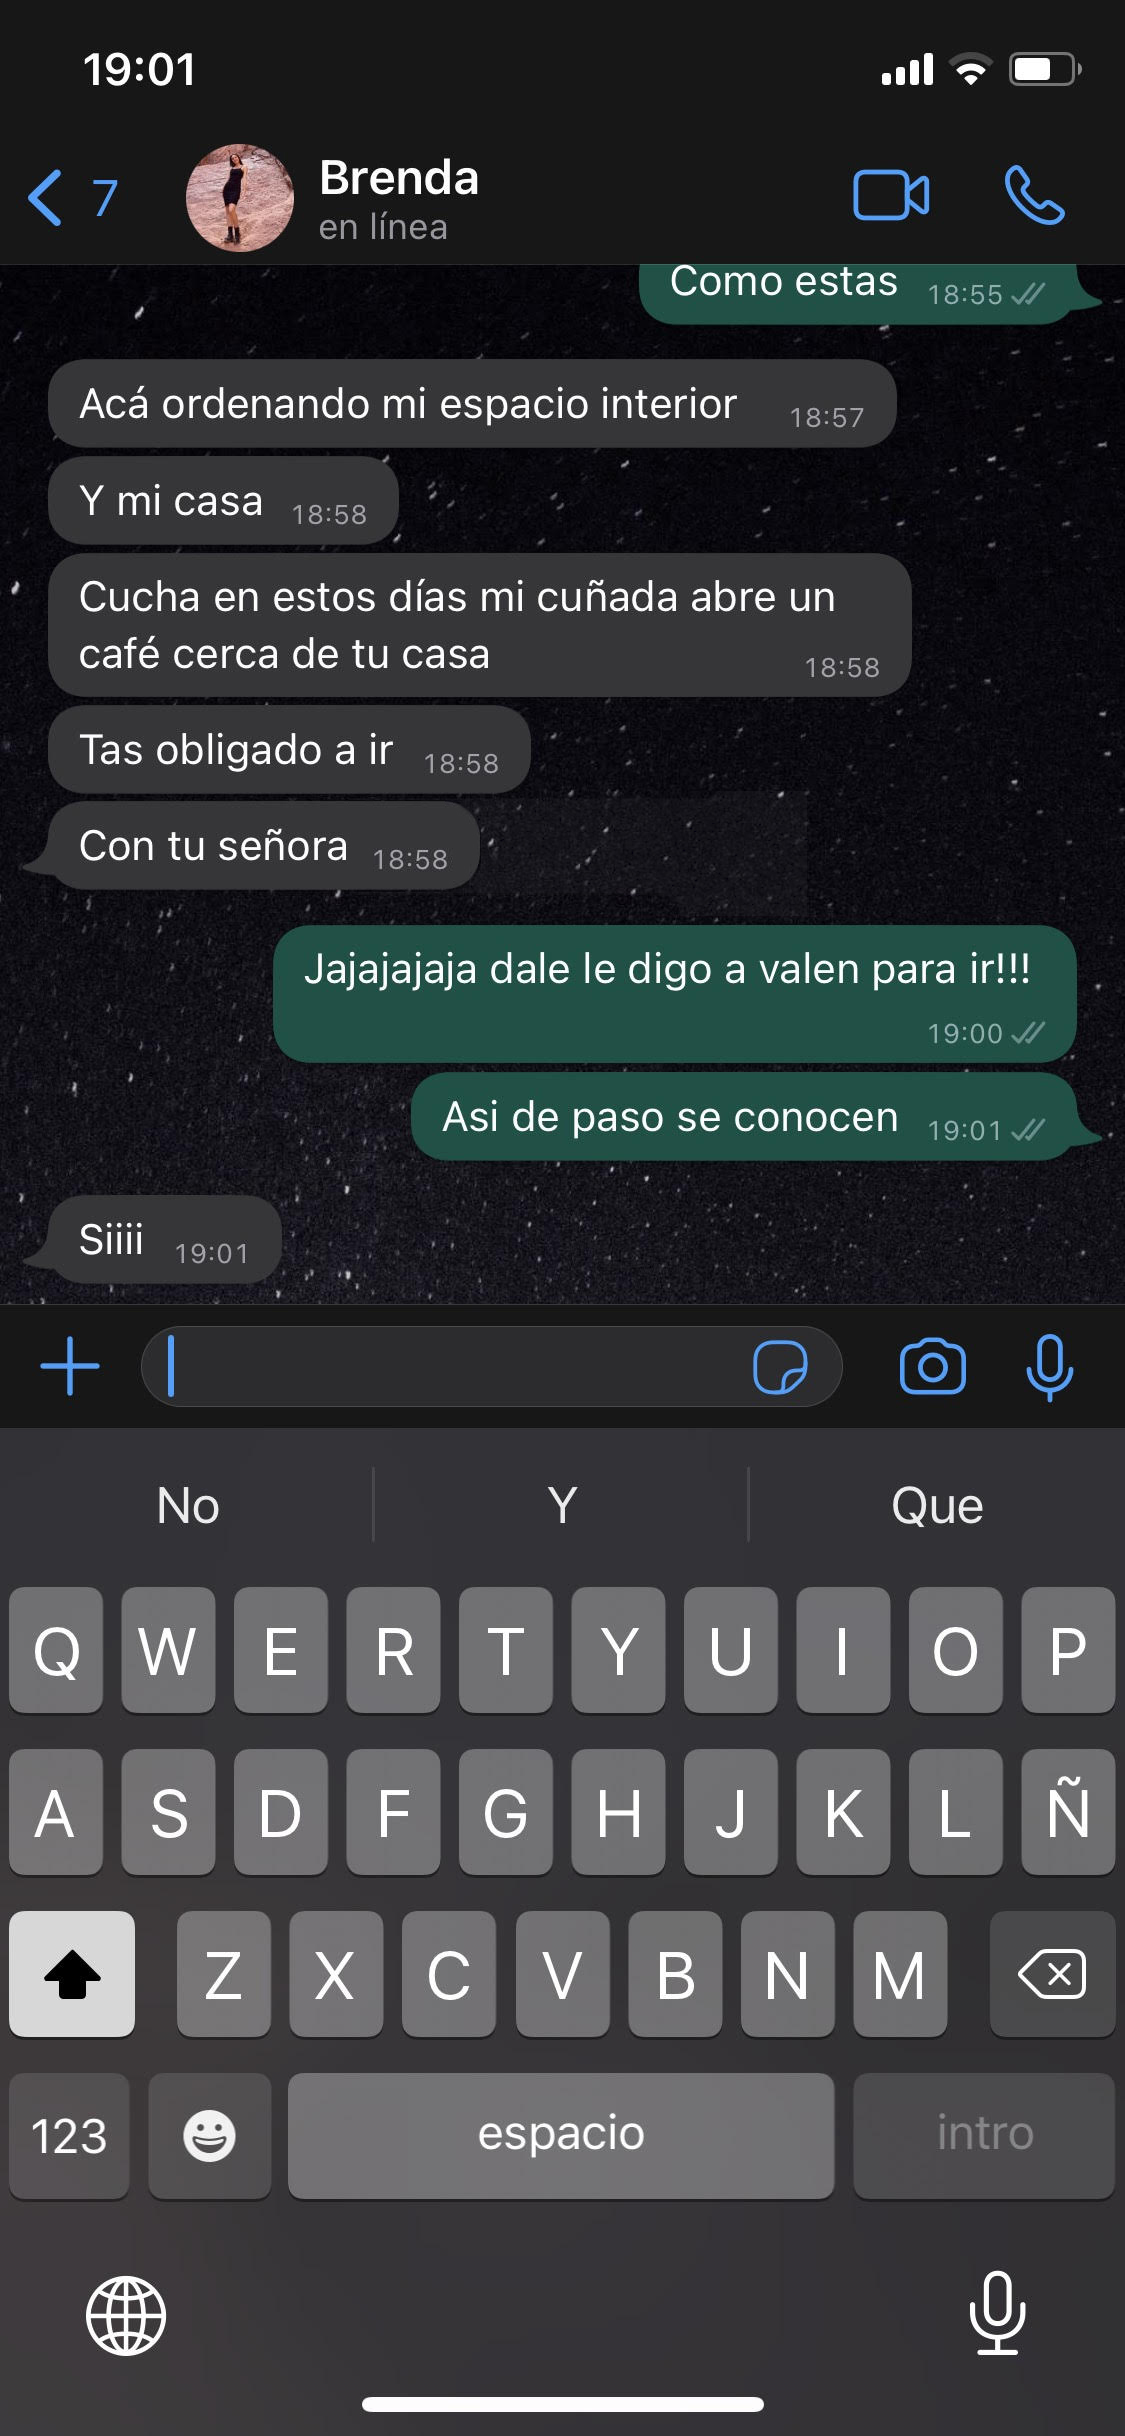 19:01
7
Brenda
en línea
Como estas 18:55
Acá ordenando mi espacio interior 18:57
Y mi casa 18:58
Cucha en estos días mi cuñada abre un
café cerca de tu casa 18:58
Tas obligado a ir 18:58
Con tu señora 18:58
Jajajajaja dale le digo a valen para ir!!!
19:00
Asi de paso se conocen 19:01
Siiii 19:01
No Y Que
Q W E R T Y U I O P
A S D F G H J K L Ñ
Z X C V B N M
123 espacio intro